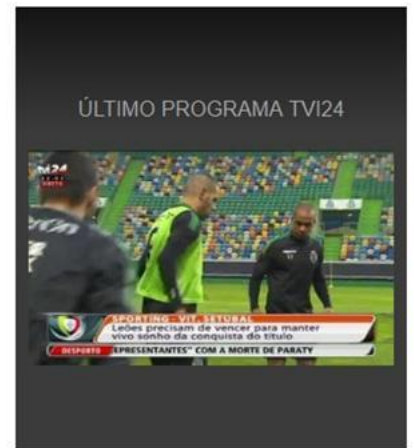 ÚLTIMO PROGRAMA TVI24
DIRETO
SPORTING - VIT. SETÚBAL
Leões precisam de vencer para manter
vivo sonho da conquista do título
DESPORTO EPRESENTANTES" COM A MORTE DE PARATY